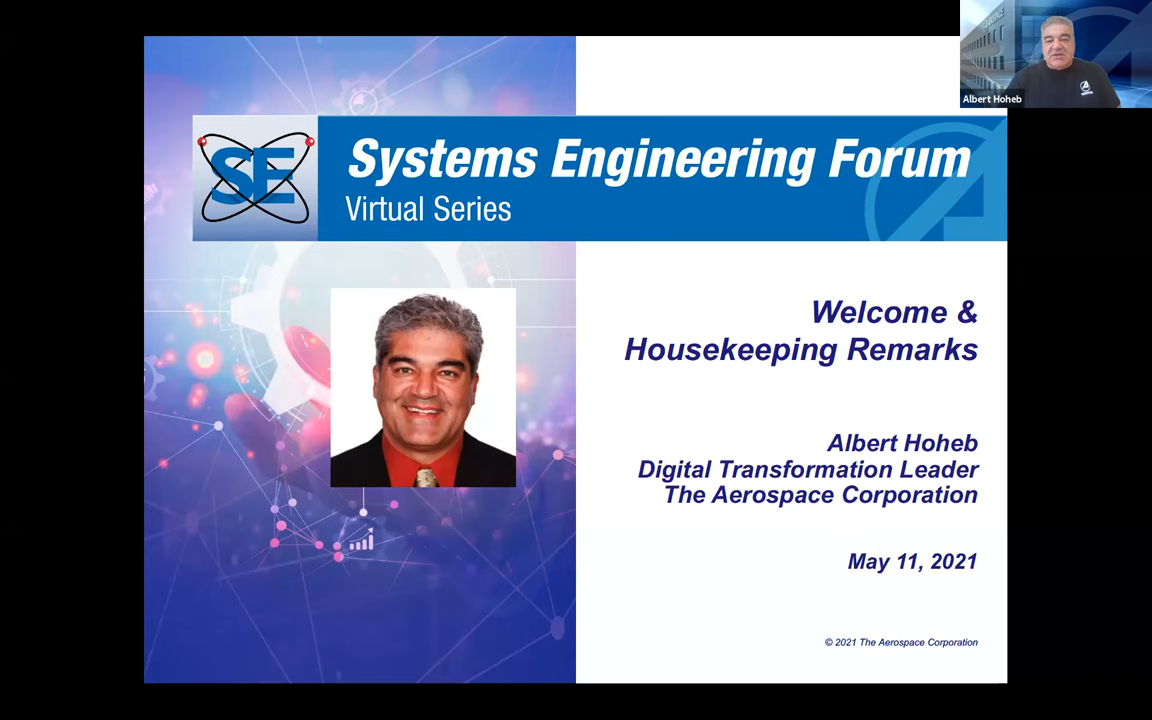 Albert Hoheb
SE
Systems Engineering Forum
Virtual Series
Welcome &
Housekeeping Remarks
Albert Hoheb
Digital Transformation Leader
The Aerospace Corporation
May 11, 2021
© 2021 The Aerospace Corporation